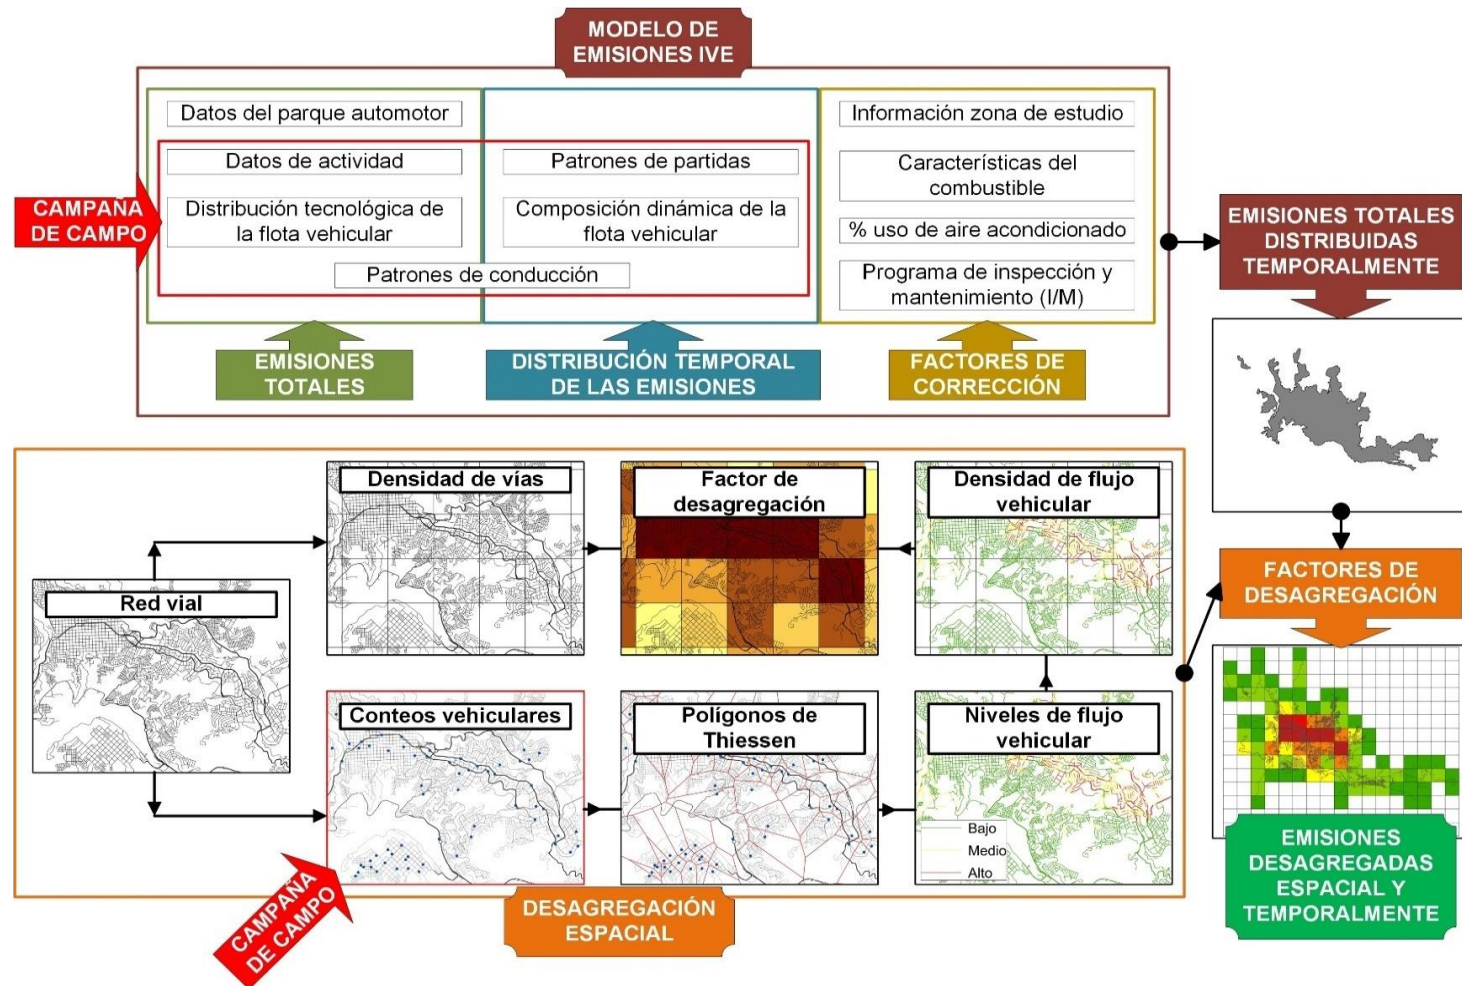 MODELO DE
EMISIONES IVE
Datos del parque automotor
Información zona de estudio
Datos de actividad
Patrones de partidas
Características del
combustible
CAMPAÑA
DE CAMPO
Distribución tecnológica de
la flota vehicular
Composición dinámica de la
flota vehicular
% uso de aire acondicionado
Patrones de conducción
Programa de inspección y
mantenimiento (I/M)
EMISIONES
TOTALES
DISTRIBUCIÓN TEMPORAL
DE LAS EMISIONES
FACTORES DE
CORRECCIÓN
EMISIONES TOTALES
DISTRIBUIDAS
TEMPORALMENTE
Densidad de vías
Factor de
desagregación
Densidad de flujo
vehicular
Red vial
FACTORES DE
DESAGREGACIÓN
Conteos vehiculares
Polígonos de
Thiessen
Niveles de flujo
vehicular
Bajo
Medio
Alto
CAMPAÑA
DE CAMPO
DESAGREGACIÓN
ESPACIAL
EMISIONES
DESAGREGADAS
ESPACIAL Y
TEMPORALMENTE